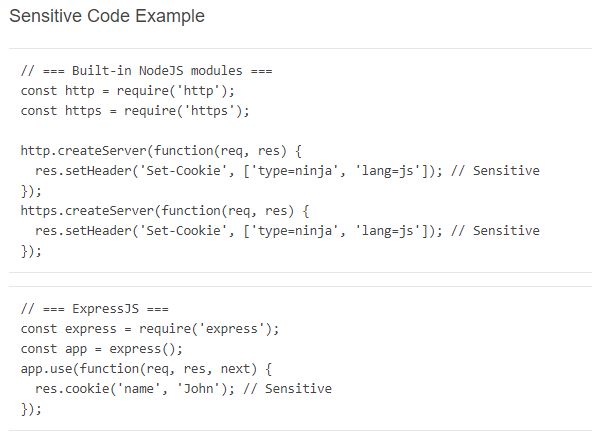 Sensitive Code Example
// === Built-in NodeJS modules ===
const http = require('http');
const https = require('https');
http.createServer(function(req, res) {
  res.setHeader('Set-Cookie', ['type=ninja', 'lang=js']); // Sensitive
});
https.createServer(function(req, res) {
  res.setHeader('Set-Cookie', ['type=ninja', 'lang=js']); // Sensitive
});
// === ExpressJS ===
const express = require('express');
const app = express();
app.use(function(req, res, next) {
  res.cookie('name', 'John'); // Sensitive
});